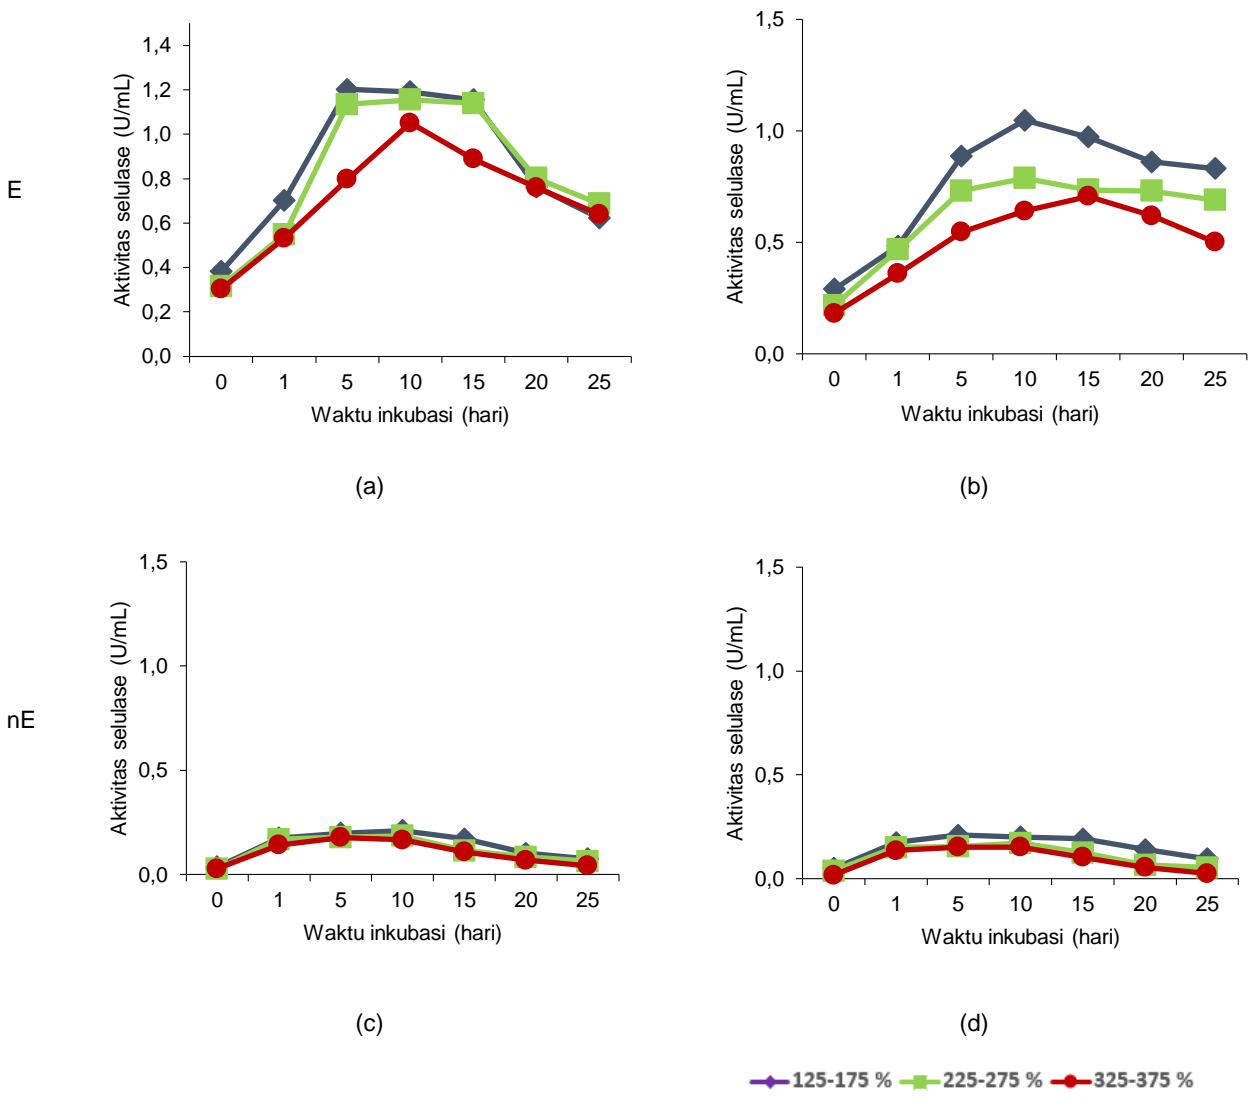 E
Aktivitas selulase (U/mL)
1,4
1,2
1,0
0,8
0,6
0,4
0,2
0,0
0 1 5 10 15 20 25
Waktu inkubasi (hari)
(a)
Aktivitas selulase (U/mL)
1,5
1,0
0,5
0,0
0 1 5 10 15 20 25
Waktu inkubasi (hari)
(b)
nE
Aktivitas selulase (U/mL)
1,5
1,0
0,5
0,0
0 1 5 10 15 20 25
Waktu inkubasi (hari)
(c)
Aktivitas selulase (U/mL)
1,5
1,0
0,5
0,0
0 1 5 10 15 20 25
Waktu inkubasi (hari)
(d)
125-175 % 225-275 % 325-375 %